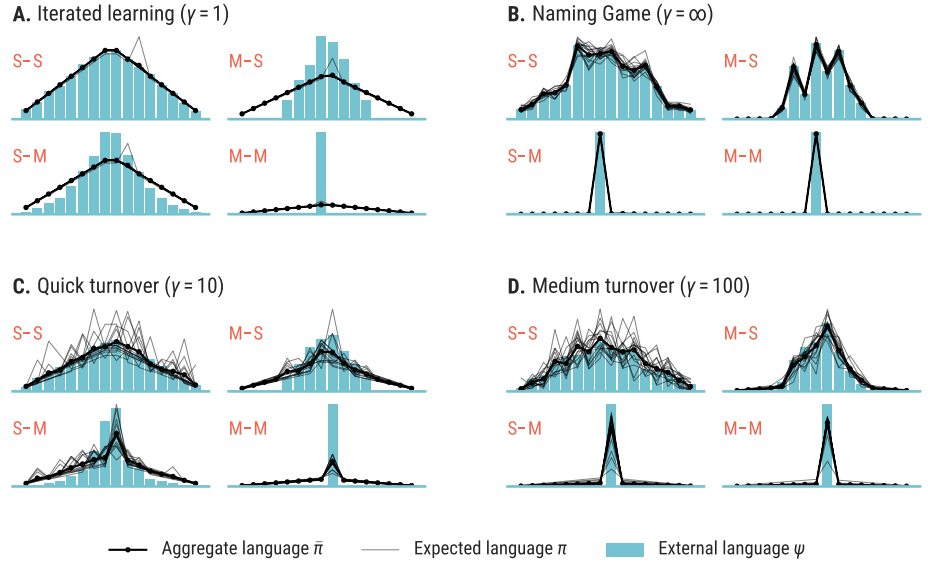 A. Iterated learning (γ = 1)
S–S
M–S
S–M
M–M
B. Naming Game (γ = ∞)
S–S
M–S
S–M
M–M
C. Quick turnover (γ = 10)
S–S
M–S
S–M
M–M
D. Medium turnover (γ = 100)
S–S
M–S
S–M
M–M
Aggregate language π̄
Expected language π
External language ψ